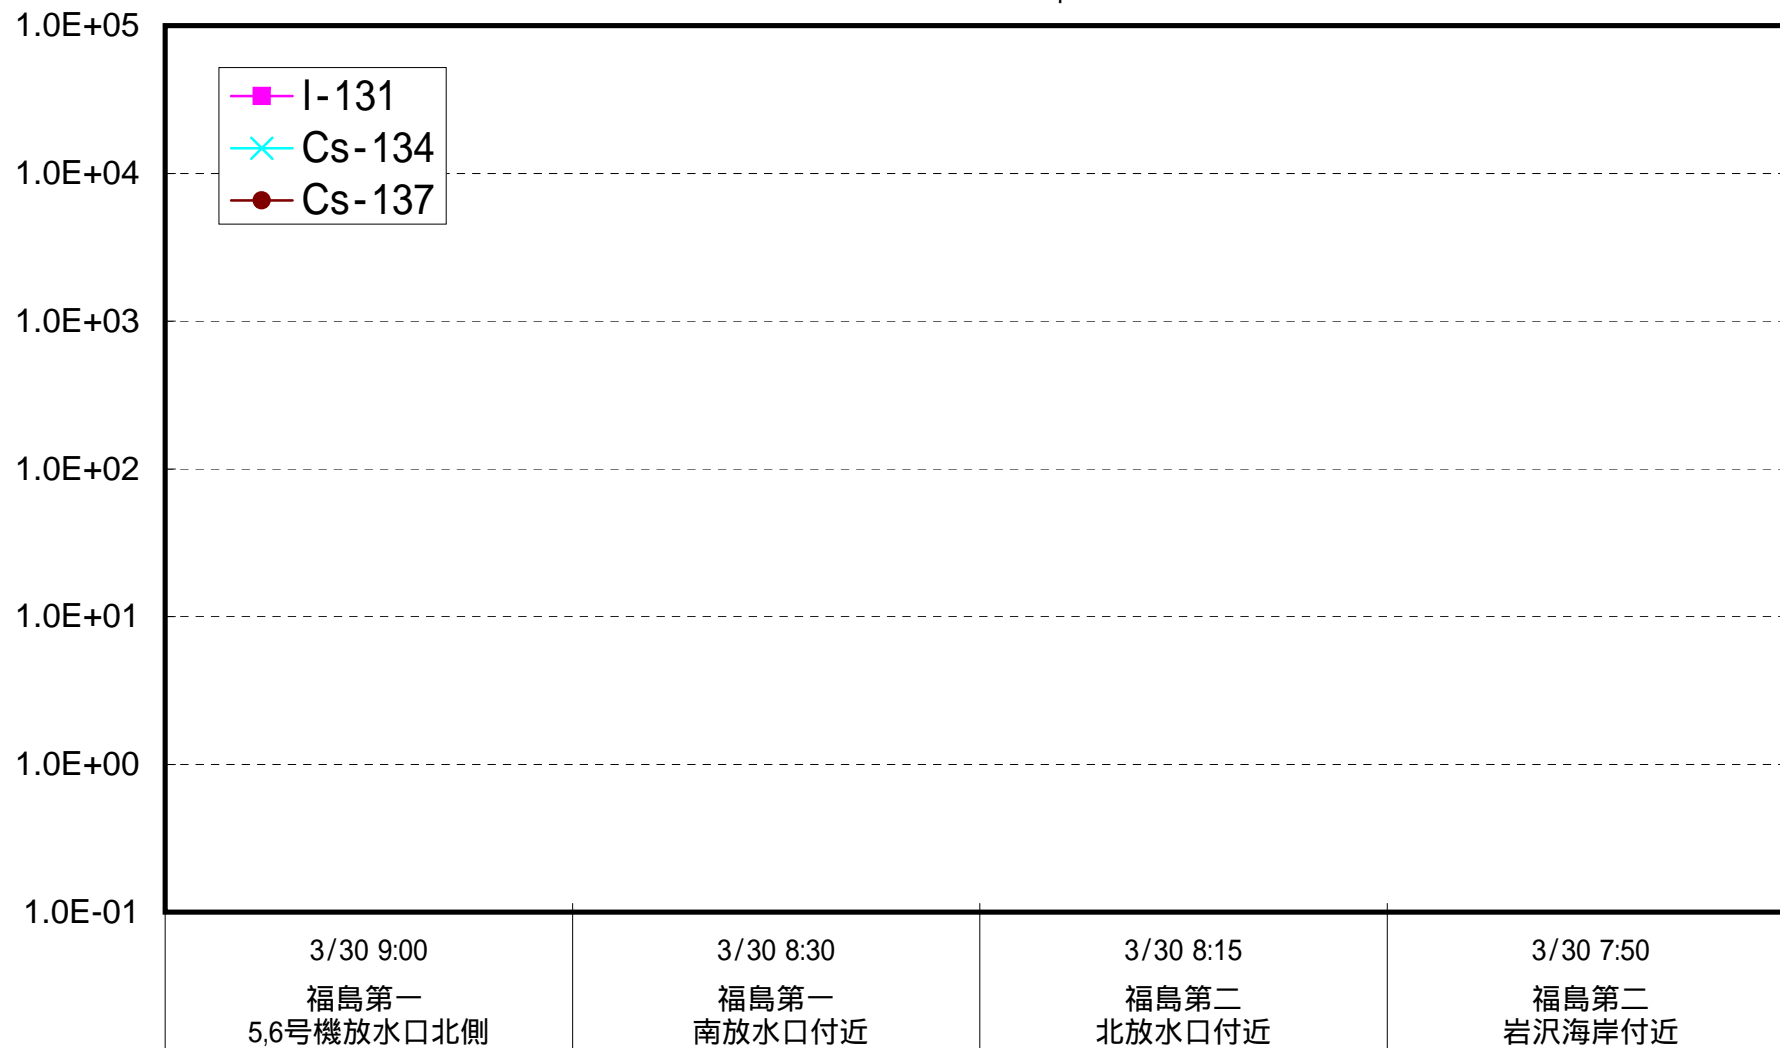 1.0E+05
I-131
Cs-134
Cs-137
1.0E+04
1.0E+03
1.0E+02
1.0E+01
1.0E+00
1.0E-01
3/30 9:00
3/30 8:30
3/30 8:15
3/30 7:50
福島第一
5,6号機放水口北側
福島第一
南放水口付近
福島第二
北放水口付近
福島第二
岩沢海岸付近